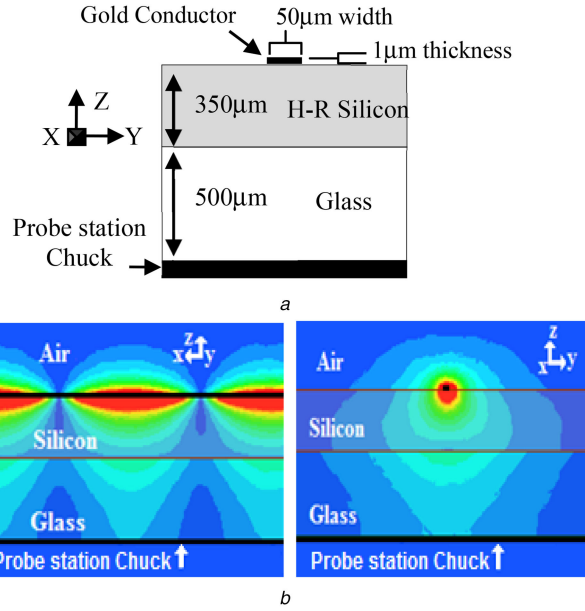 Gold Conductor
50μm width
1μm thickness
350μm
H-R Silicon
Z
X
Y
500μm
Glass
Probe station
Chuck
a
Air
z
x
y
Silicon
Glass
Probe station Chuck
Air
z
x
y
Silicon
Glass
Probe station Chuck
b